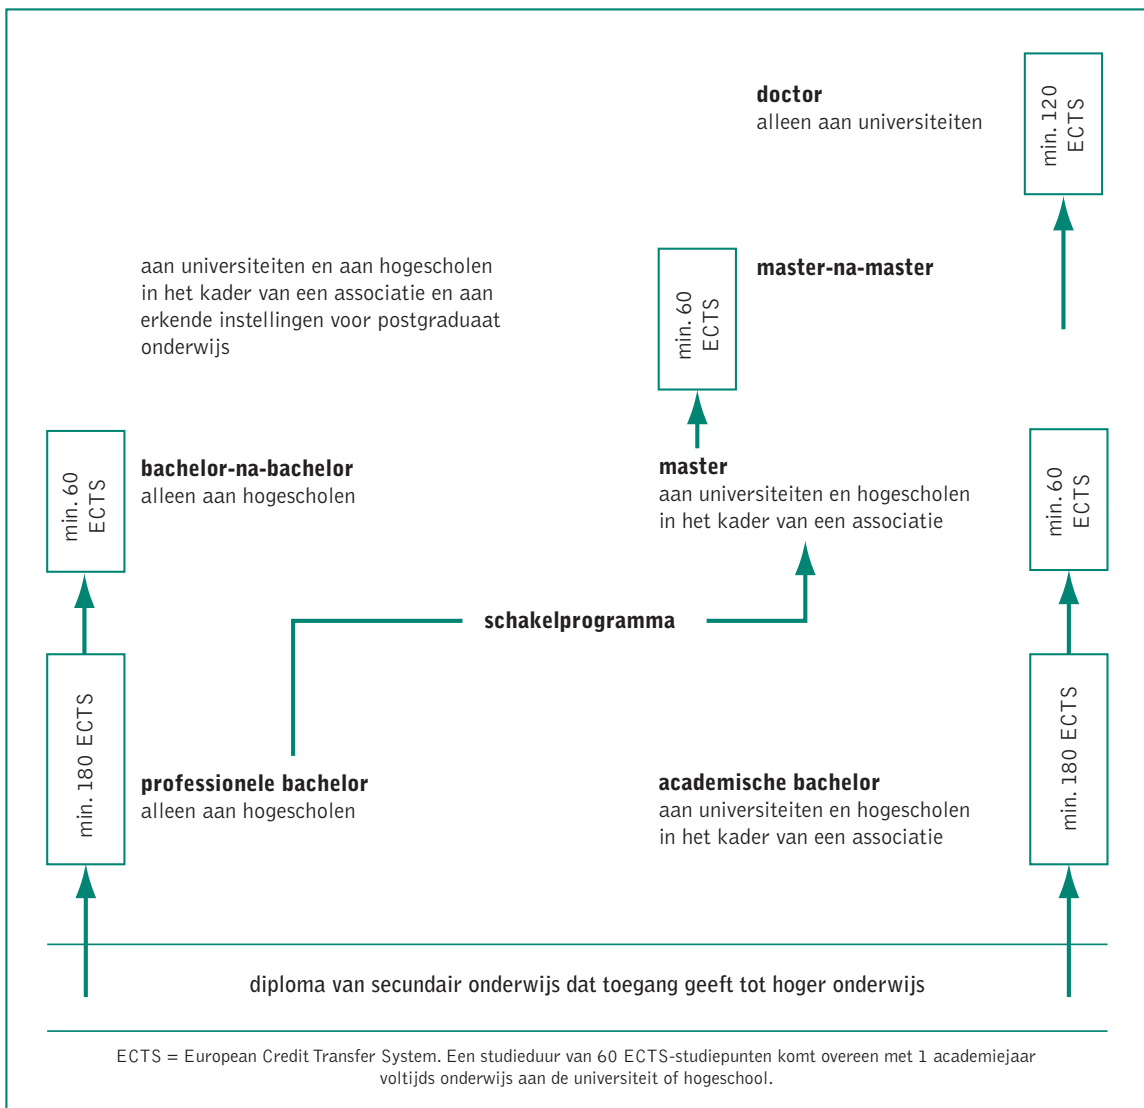 doctor
alleen aan universiteiten
min. 120
ECTS
aan universiteiten en aan hogescholen
in het kader van een associatie en aan
erkende instellingen voor postgraduaat
onderwijs
min. 60
ECTS
master-na-master
min. 60
ECTS
bachelor-na-bachelor
alleen aan hogescholen
master
aan universiteiten en hogescholen
in het kader van een associatie
min. 60
ECTS
schakelprogramma
min. 180 ECTS
professionele bachelor
alleen aan hogescholen
academische bachelor
aan universiteiten en hogescholen
in het kader van een associatie
min. 180 ECTS
diploma van secundair onderwijs dat toegang geeft tot hoger onderwijs
ECTS = European Credit Transfer System. Een studieduur van 60 ECTS-studiepunten komt overeen met 1 academiejaar
voltijds onderwijs aan de universiteit of hogeschool.